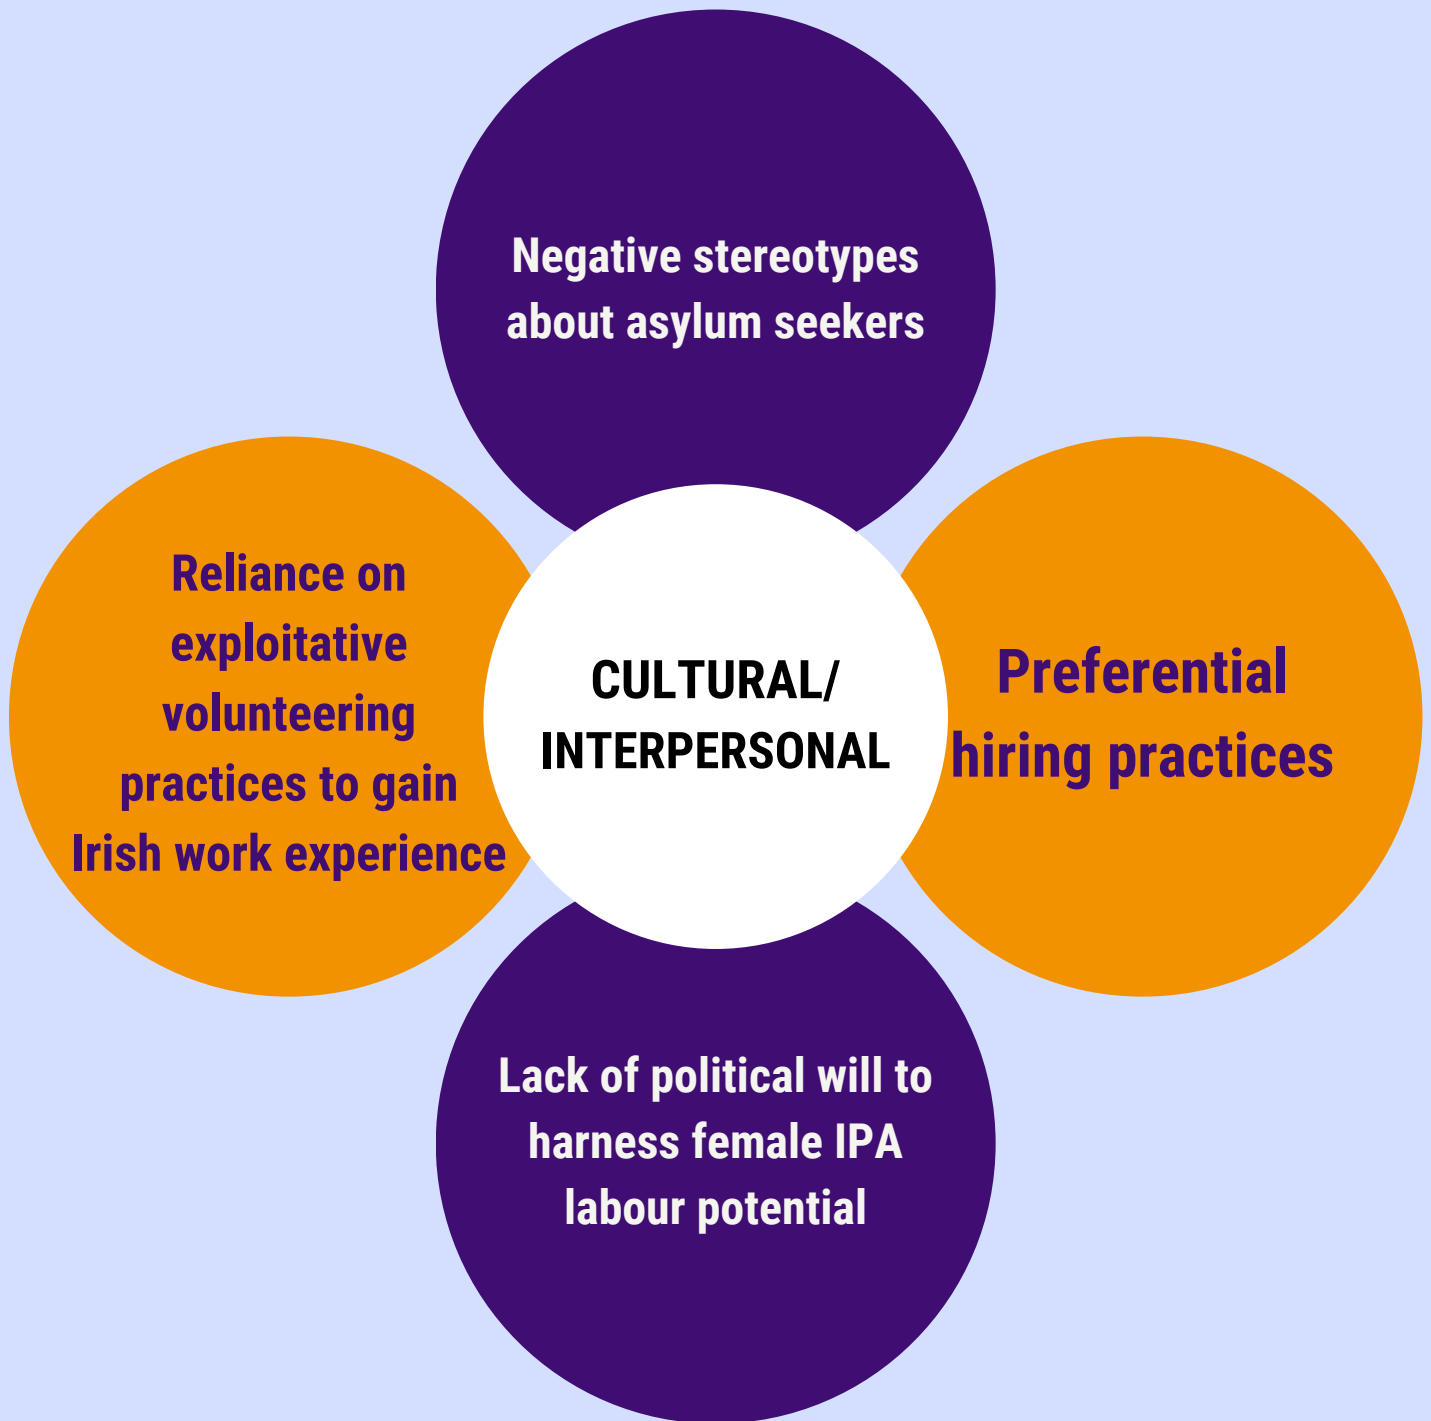 Negative stereotypes
about asylum seekers
Reliance on
exploitative
volunteering
practices to gain
Irish work experience
CULTURAL/
INTERPERSONAL
Preferential
hiring practices
Lack of political will to
harness female IPA
labour potential